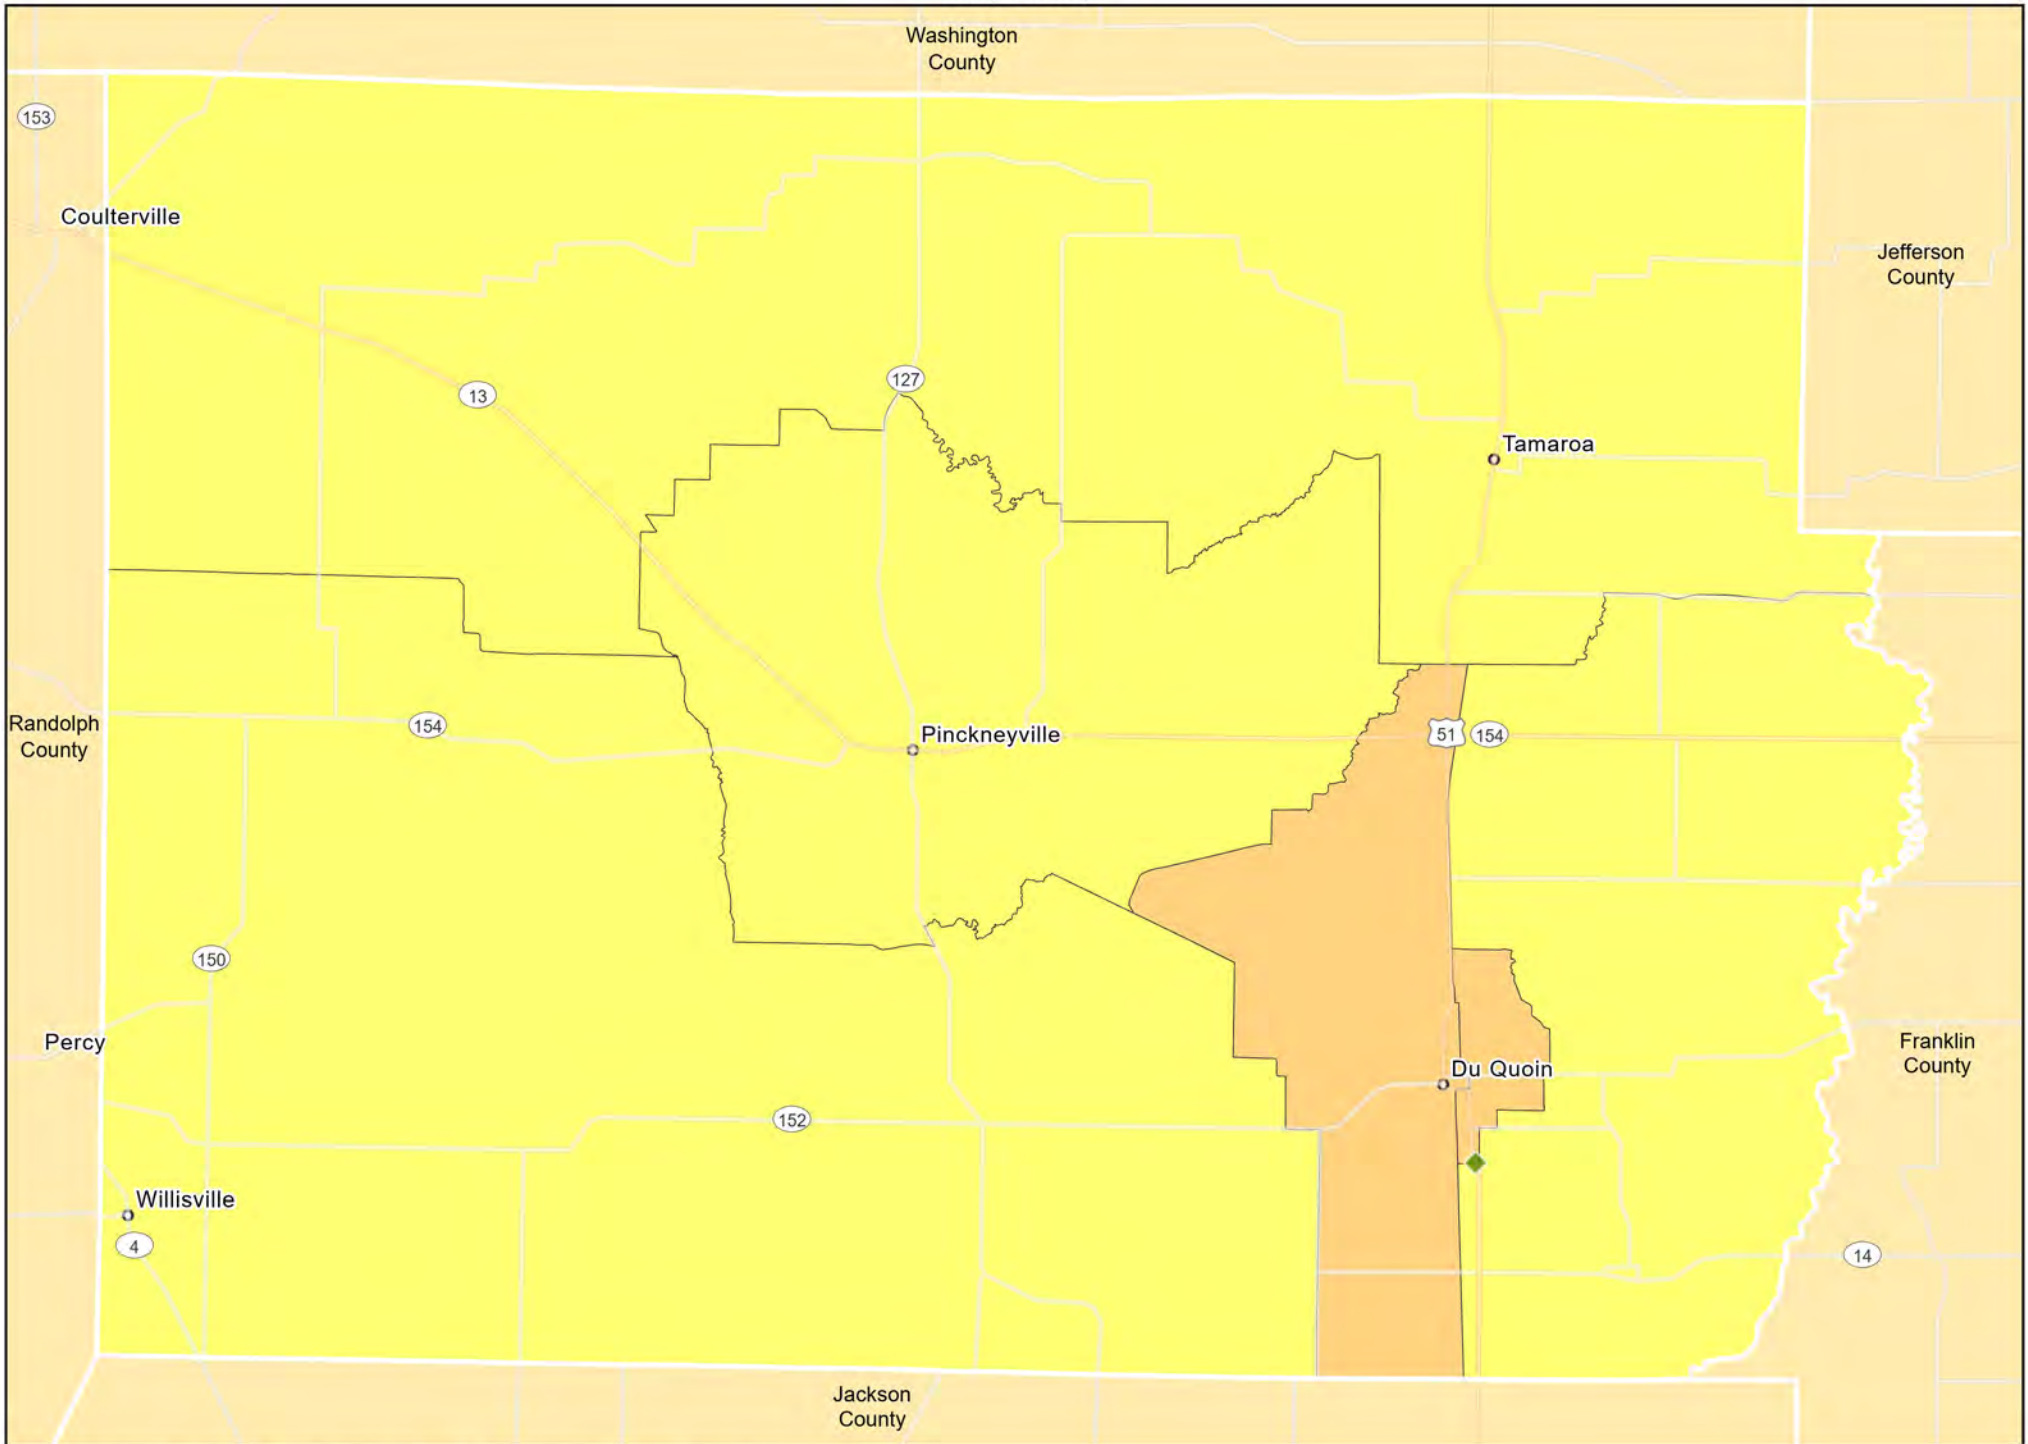 Washington
County
153
Coulterville
Jefferson
County
127
13
Tamaroa
Randolph
County
154
Pinckneyville
51
154
150
Percy
Franklin
County
Du Quoin
152
Willisville
4
14
Jackson
County